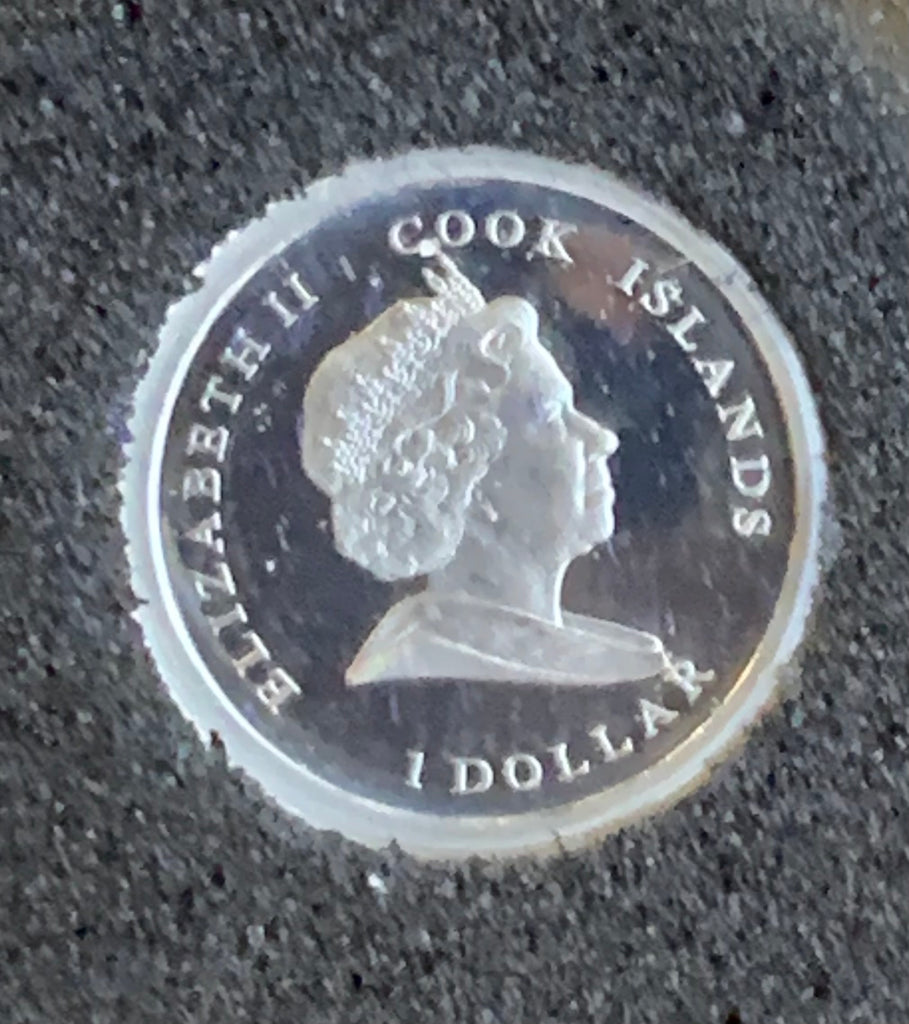 ELIZABETH II
COOK ISLANDS
1 DOLLAR